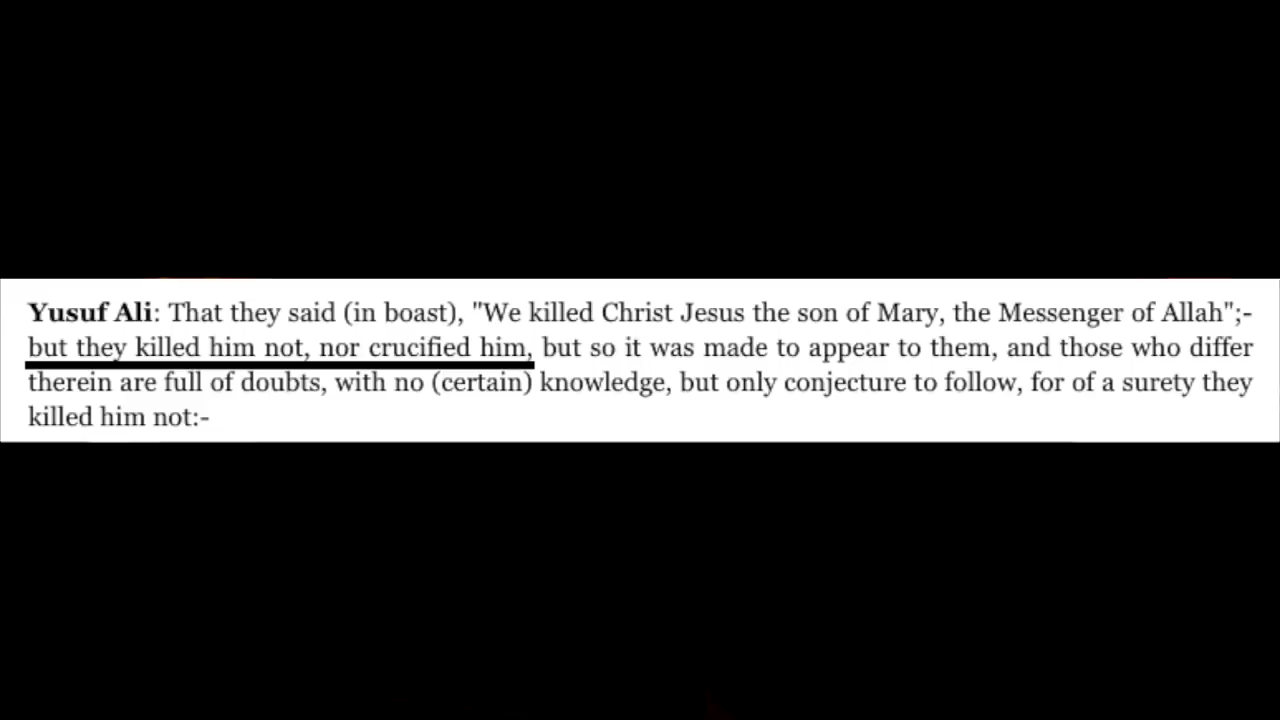 Yusuf Ali: That they said (in boast), "We killed Christ Jesus the son of Mary, the Messenger of Allah";-
but they killed him not, nor crucified him, but so it was made to appear to them, and those who differ
therein are full of doubts, with no (certain) knowledge, but only conjecture to follow, for of a surety they
killed him not:-